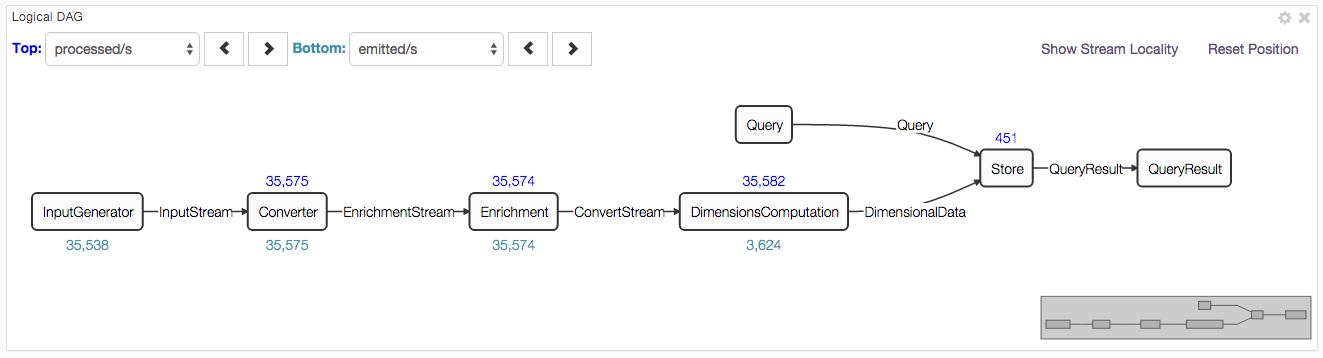 Logical DAG
Top: processed/s Bottom: emitted/s Show Stream Locality Reset Position
Query Query
451
Store QueryResult QueryResult
35,575 35,574 35,582
InputGenerator InputStream Converter EnrichmentStream Enrichment ConvertStream DimensionsComputation DimensionalData
35,538 35,575 35,574 3,624